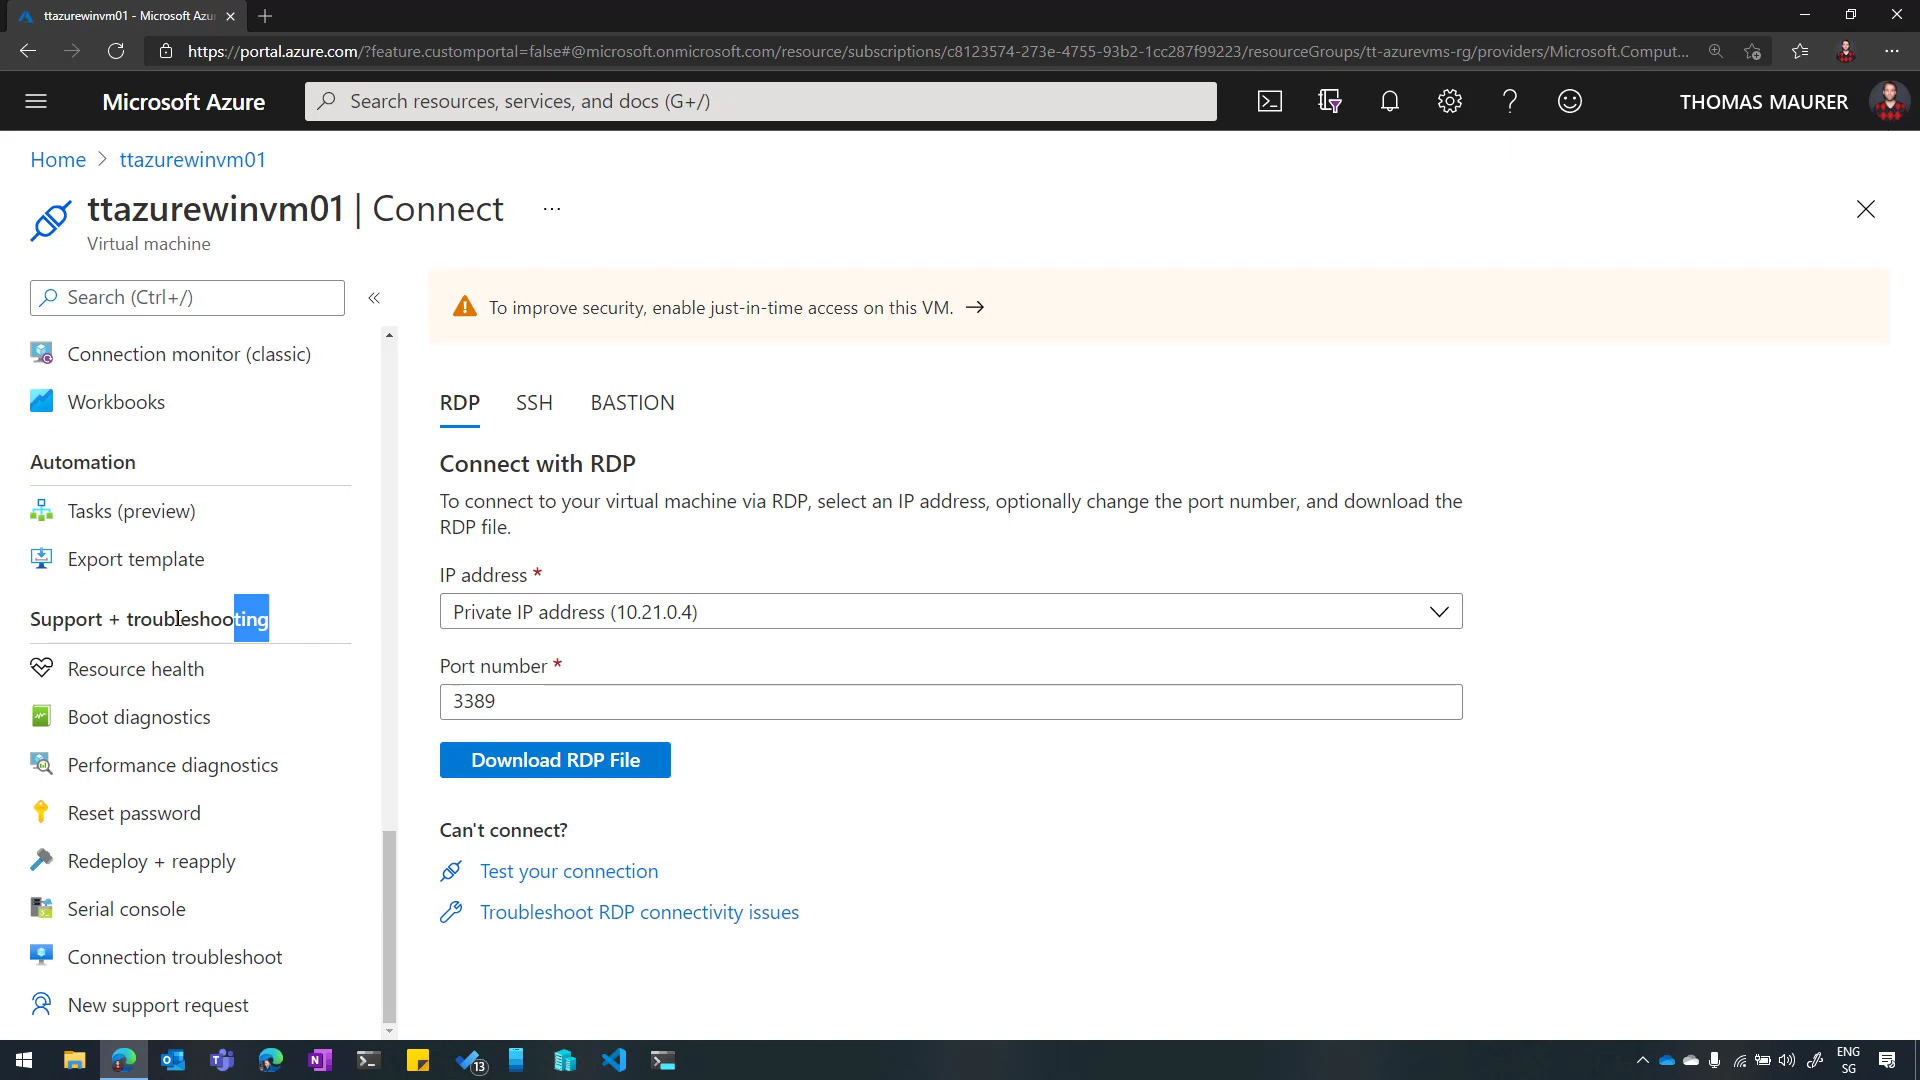 ttazurewinvm01 - Microsoft Azu
https://portal.azure.com/?feature.customportal=false#@microsoft.onmicrosoft.com/resource/subscriptions/c8123574-273e-4755-93b2-1cc287f99223/resourceGroups/tt-azurevms-rg/providers/Microsoft.Comput...
Microsoft Azure
Search resources, services, and docs (G+/)
THOMAS MAURER
Home > ttazurewinvm01
ttazurewinvm01 | Connect ...
Virtual machine
Search (Ctrl+/)
«
Connection monitor (classic)
Workbooks
Automation
Tasks (preview)
Export template
Support + troubleshooting
Resource health
Boot diagnostics
Performance diagnostics
Reset password
Redeploy + reapply
Serial console
Connection troubleshoot
New support request
To improve security, enable just-in-time access on this VM. →
RDP SSH BASTION
Connect with RDP
To connect to your virtual machine via RDP, select an IP address, optionally change the port number, and download the
RDP file.
IP address *
Private IP address (10.21.0.4)
Port number *
3389
Download RDP File
Can't connect?
Test your connection
Troubleshoot RDP connectivity issues
13
ENG
SG